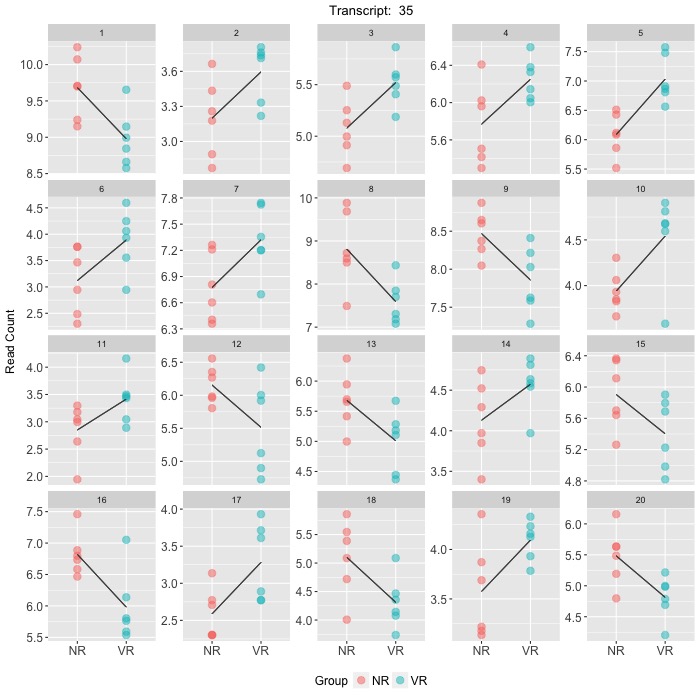 Transcript: 35
1 2 3 4 5
10.0 9.5 9.0 8.5 3.6 3.3 3.0 5.5 5.0 6.4 6.0 5.6 7.5 7.0 6.5 6.0 5.5
6 7 8 9 10
4.5 4.0 3.5 3.0 2.5 7.8 7.5 7.2 6.9 6.6 6.3 10 9 8 7 8.5 8.0 7.5 4.5 4.0
Read Count
11 12 13 14 15
4.0 3.5 3.0 2.5 2.0 6.5 6.0 5.5 5.0 6.0 5.5 5.0 4.5 4.5 4.0 3.5 6.4 6.0 5.6 5.2 4.8
16 17 18 19 20
7.5 7.0 6.5 6.0 5.5 4.0 3.5 3.0 2.5 5.5 5.0 4.5 4.0 4.0 3.5 6.0 5.5 5.0 4.5
NR VR NR VR NR VR NR VR NR VR
Group NR VR